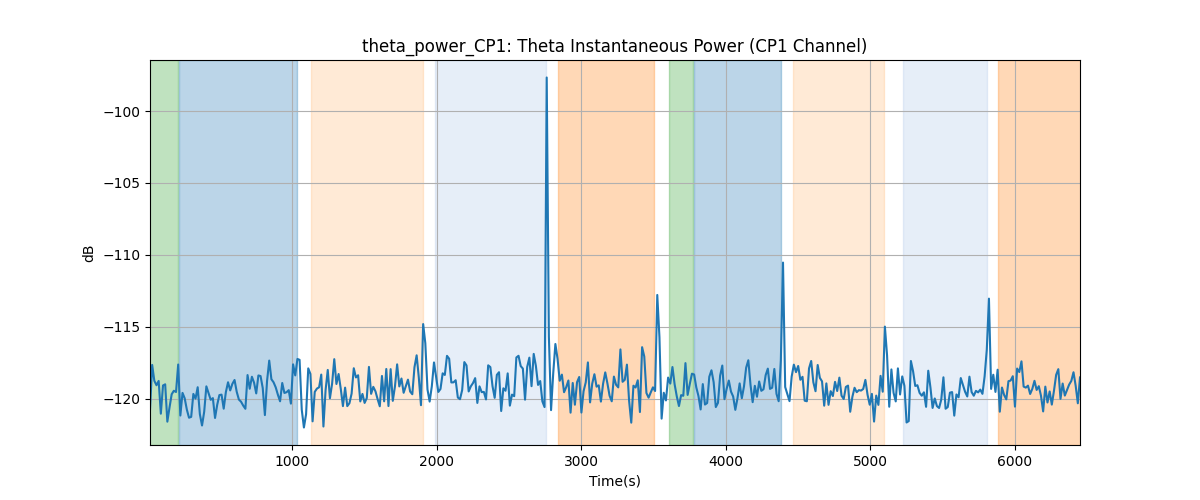 theta_power_CP1: Theta Instantaneous Power (CP1 Channel)
dB
−100
−105
−110
−115
−120
1000 2000 3000 4000 5000 6000
Time(s)